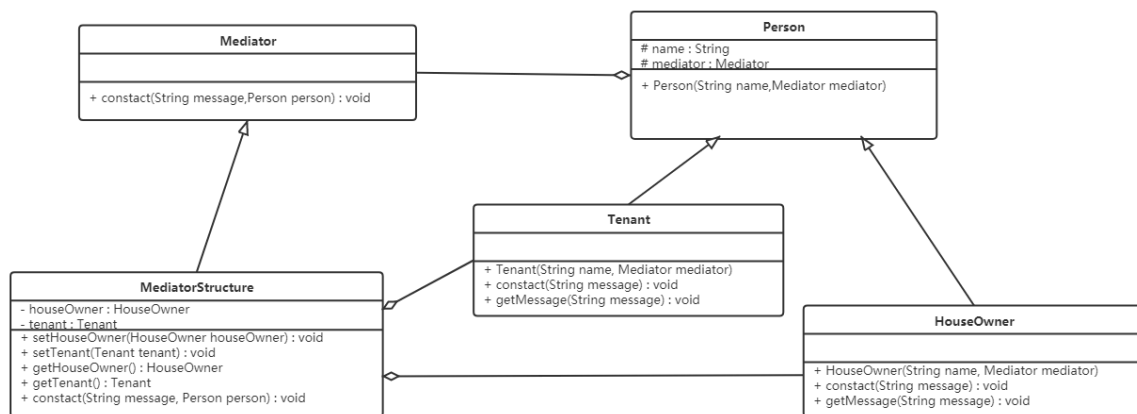 Mediator
+ constact(String message,Person person) : void
Person
# name : String
# mediator : Mediator
+ Person(String name,Mediator mediator)
Tenant
+ Tenant(String name, Mediator mediator)
+ constact(String message) : void
+ getMessage(String message) : void
MediatorStructure
- houseOwner : HouseOwner
- tenant : Tenant
+ setHouseOwner(HouseOwner houseOwner) : void
+ setTenant(Tenant tenant) : void
+ getHouseOwner() : HouseOwner
+ getTenant() : Tenant
+ constact(String message, Person person) : void
HouseOwner
+ HouseOwner(String name, Mediator mediator)
+ constact(String message) : void
+ getMessage(String message) : void